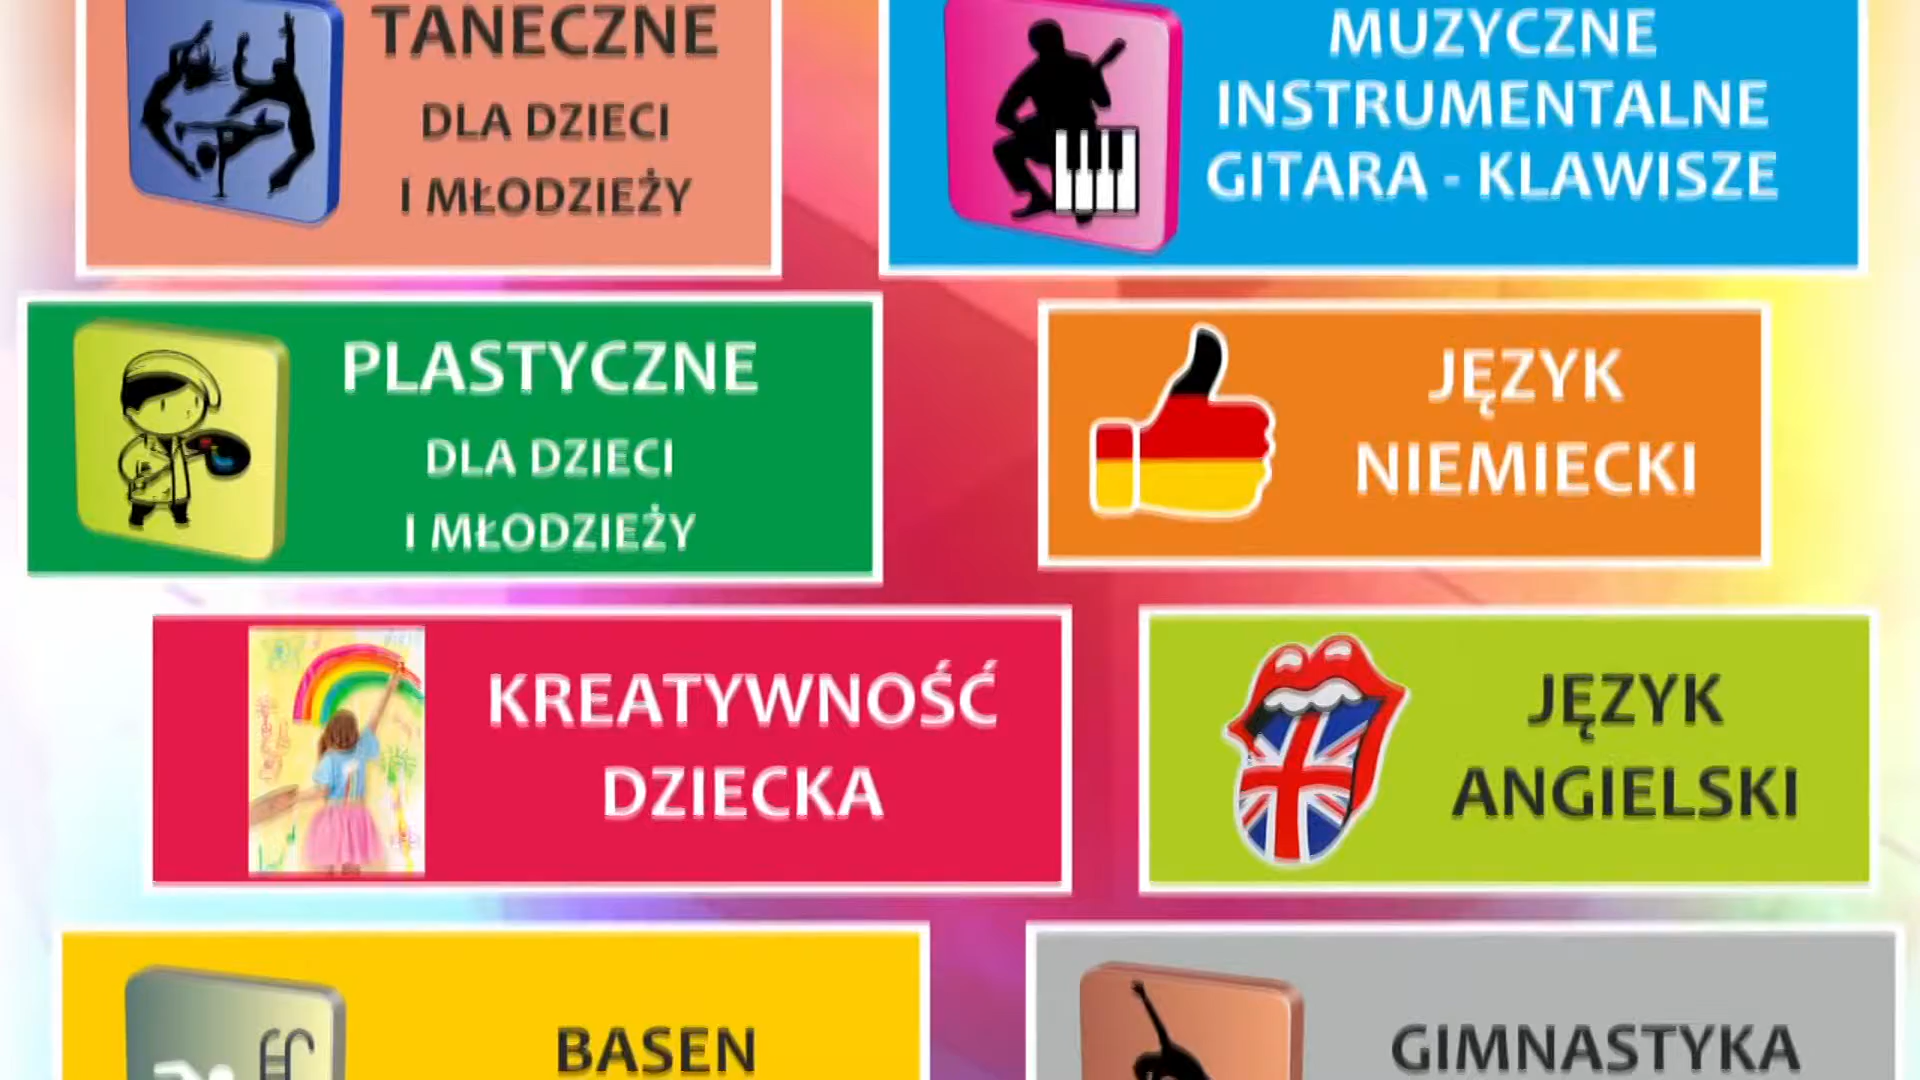 TANECZNE
DLA DZIECI
I MŁODZIEŻY
MUZYCZNE
INSTRUMENTALNE
GITARA - KLAWISZE
PLASTYCZNE
DLA DZIECI
I MŁODZIEŻY
JĘZYK
NIEMIECKI
KREATYWNOŚĆ
DZIECKA
JĘZYK
ANGIELSKI
BASEN
GIMNASTYKA